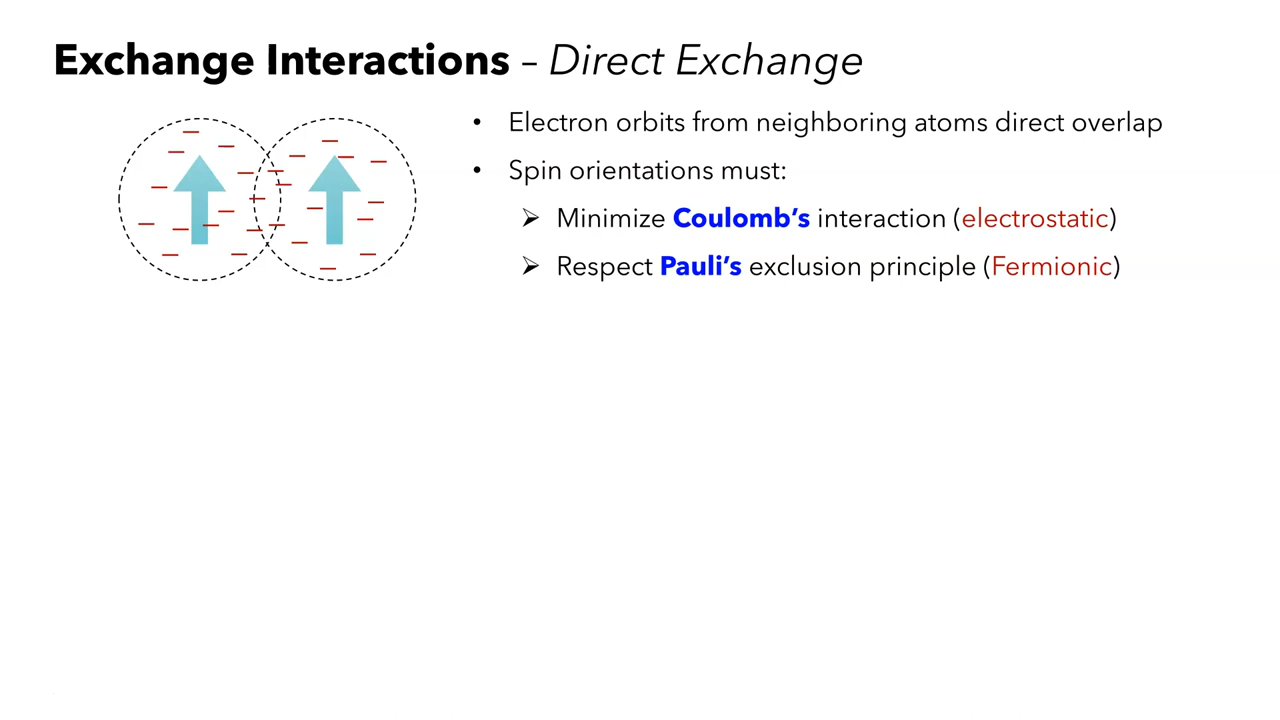 Exchange Interactions – Direct Exchange
• Electron orbits from neighboring atoms direct overlap
• Spin orientations must:
➢ Minimize Coulomb’s interaction (electrostatic)
➢ Respect Pauli’s exclusion principle (Fermionic)